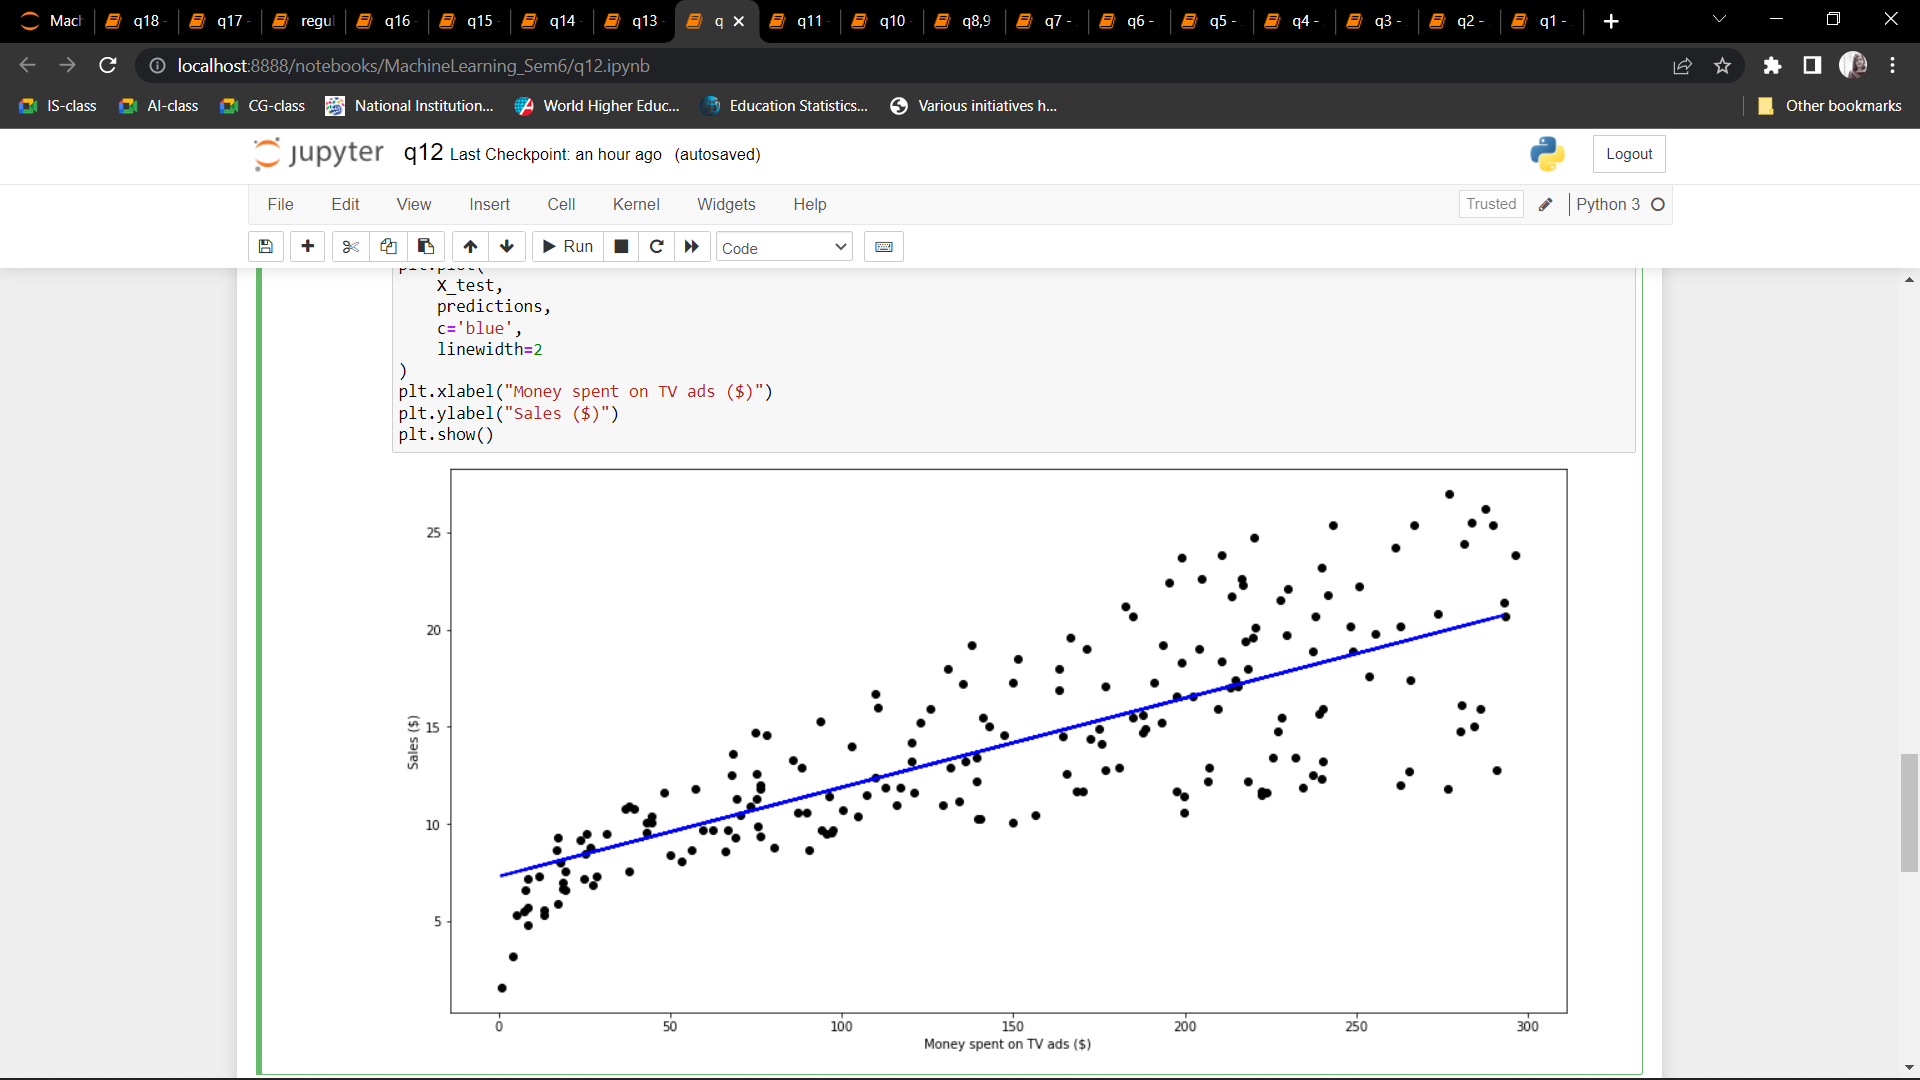 Mach q18 - q17 - regul q16 - q15 - q14 - q13 - q q11 - q10 - q8,9 q7 - q6 - q5 - q4 - q3 - q2 - q1 -
localhost:8888/notebooks/MachineLearning_Sem6/q12.ipynb
IS-class AI-class CG-class National Institution... World Higher Educ... Education Statistics... Various initiatives h... Other bookmarks
jupyter q12 Last Checkpoint: an hour ago (autosaved) Logout
File Edit View Insert Cell Kernel Widgets Help Trusted Python 3
Run Code
plt.plot(
X_test,
predictions,
c='blue',
linewidth=2
)
plt.xlabel("Money spent on TV ads ($)")
plt.ylabel("Sales ($)")
plt.show()
25
20
15
10
5
Sales ($)
0 50 100 150 200 250 300
Money spent on TV ads ($)